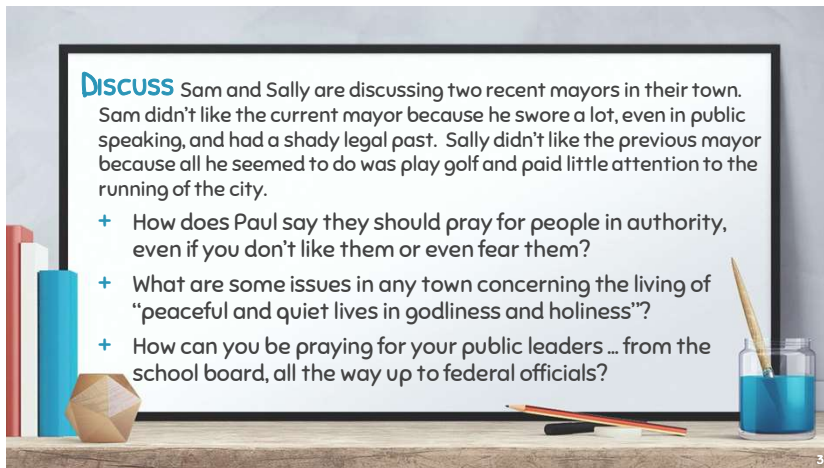 DISCUSS Sam and Sally are discussing two recent mayors in their town.
Sam didn't like the current mayor because he swore a lot, even in public
speaking, and had a shady legal past.  Sally didn't like the previous mayor
because all he seemed to do was play golf and paid little attention to the
running of the city.
+ How does Paul say they should pray for people in authority,
even if you don't like them or even fear them?
+ What are some issues in any town concerning the living of
“peaceful and quiet lives in godliness and holiness”?
+ How can you be praying for your public leaders … from the
school board, all the way up to federal officials?
3